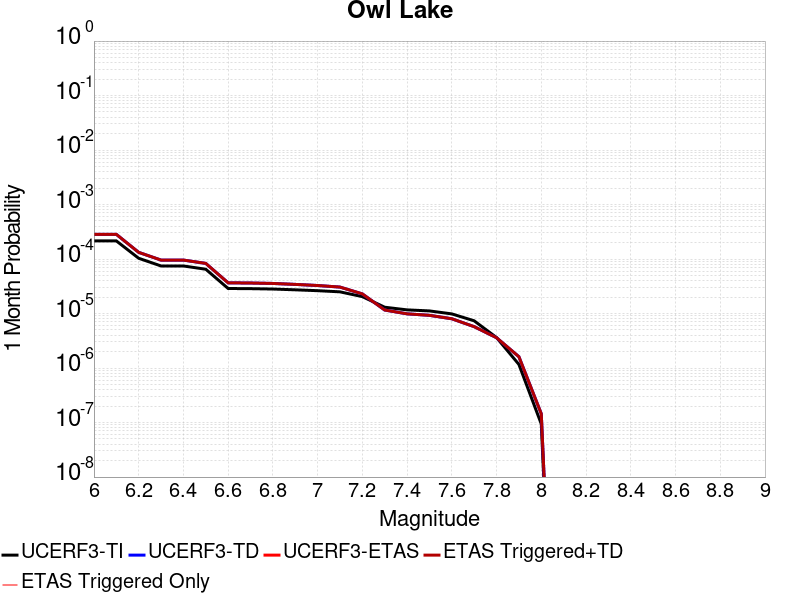 Owl Lake
10^0
10^-1
10^-2
10^-3
10^-4
10^-5
10^-6
10^-7
10^-8
1 Month Probability
6 6.2 6.4 6.6 6.8 7 7.2 7.4 7.6 7.8 8 8.2 8.4 8.6 8.8 9
Magnitude
UCERF3-TI UCERF3-TD UCERF3-ETAS ETAS Triggered+TD
ETAS Triggered Only